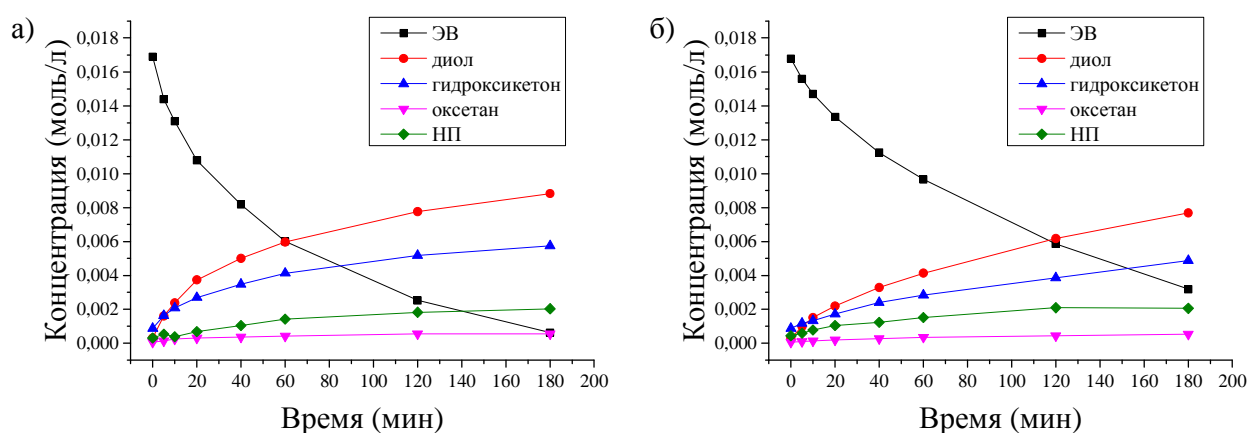 а)
Концентрация (моль/л)
0,018
0,016
0,014
0,012
0,010
0,008
0,006
0,004
0,002
0,000
ЭВ
диол
гидроксикетон
оксетан
НП
0 20 40 60 80 100 120 140 160 180 200
Время (мин)
б)
Концентрация (моль/л)
0,018
0,016
0,014
0,012
0,010
0,008
0,006
0,004
0,002
0,000
ЭВ
диол
гидроксикетон
оксетан
НП
0 20 40 60 80 100 120 140 160 180 200
Время (мин)